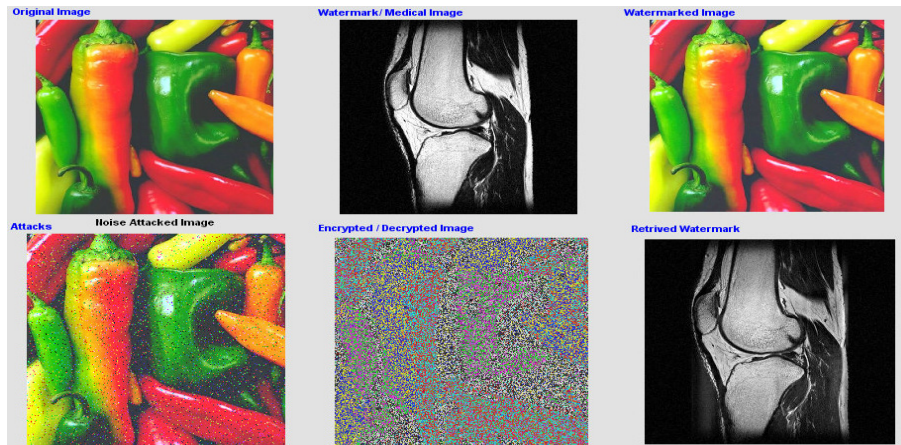 Original Image
Watermark/ Medical Image
Watermarked Image
Attacks
Noise Attacked Image
Encrypted / Decrypted Image
Retrived Watermark